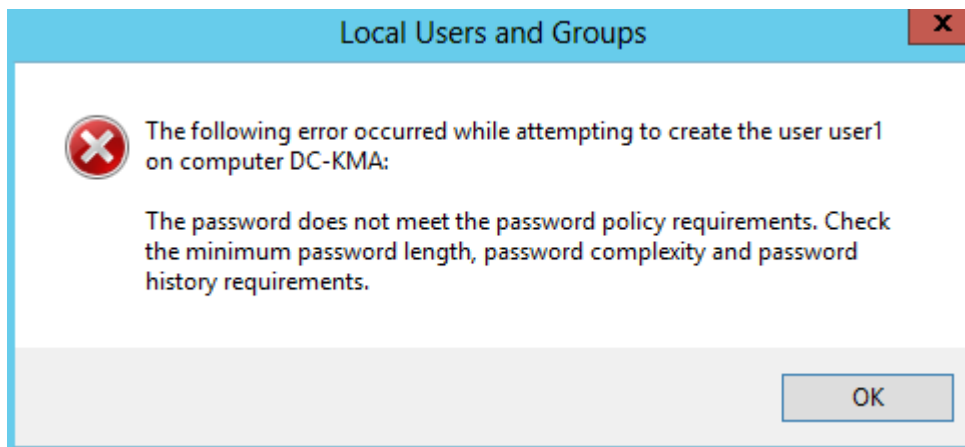 Local Users and Groups
x
The following error occurred while attempting to create the user user1
on computer DC-KMA:
The password does not meet the password policy requirements. Check
the minimum password length, password complexity and password
history requirements.
OK